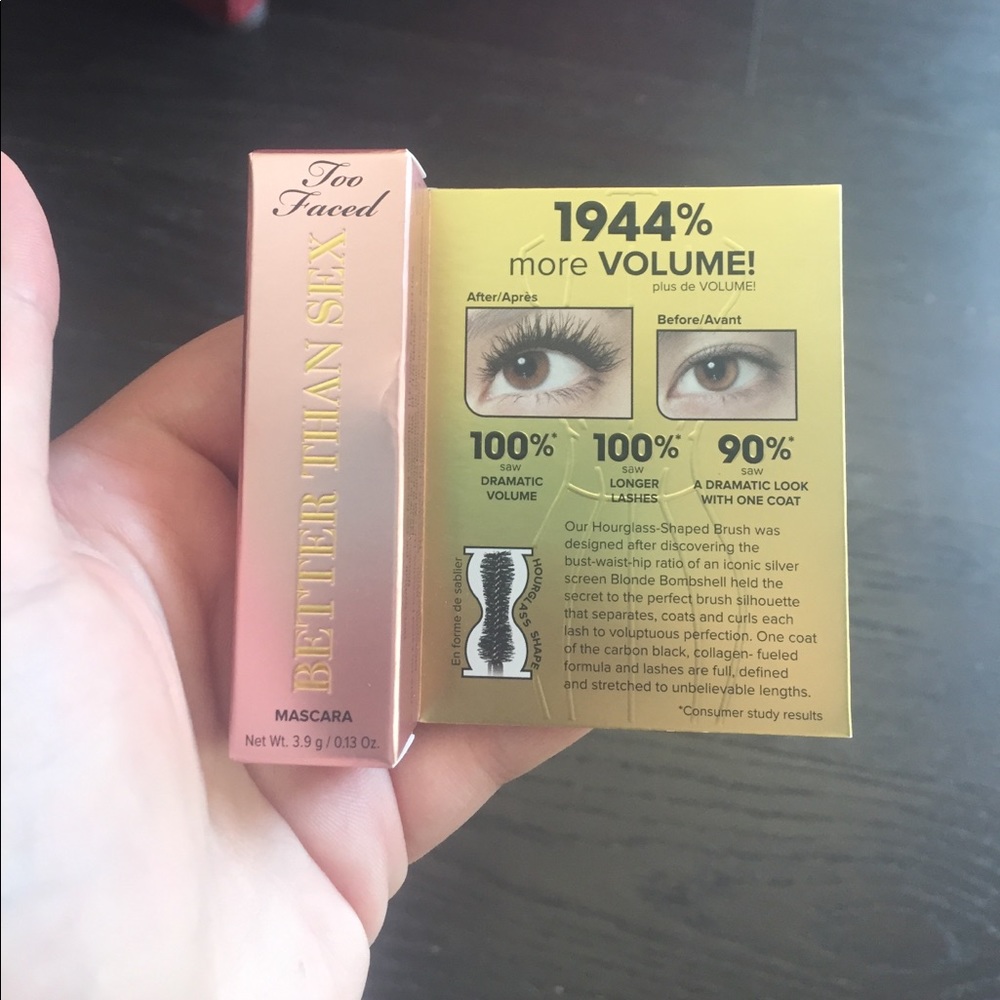 Too
Faced
BETTER THAN SEX
MASCARA
Net Wt. 3.9 g / 0.13 Oz.
1944%
more VOLUME!
plus de VOLUME!
After/Après
Before/Avant
100%*
saw
DRAMATIC
VOLUME
100%*
saw
LONGER
LASHES
90%*
saw
A DRAMATIC LOOK
WITH ONE COAT
En forme de sablier
HOURGLASS SHAPE
Our Hourglass-Shaped Brush was
designed after discovering the
bust-waist-hip ratio of an iconic silver
screen Blonde Bombshell held the
secret to the perfect brush silhouette
that separates, coats and curls each
lash to voluptuous perfection. One coat
of the carbon black, collagen- fueled
formula and lashes are full, defined
and stretched to unbelievable lengths.
*Consumer study results